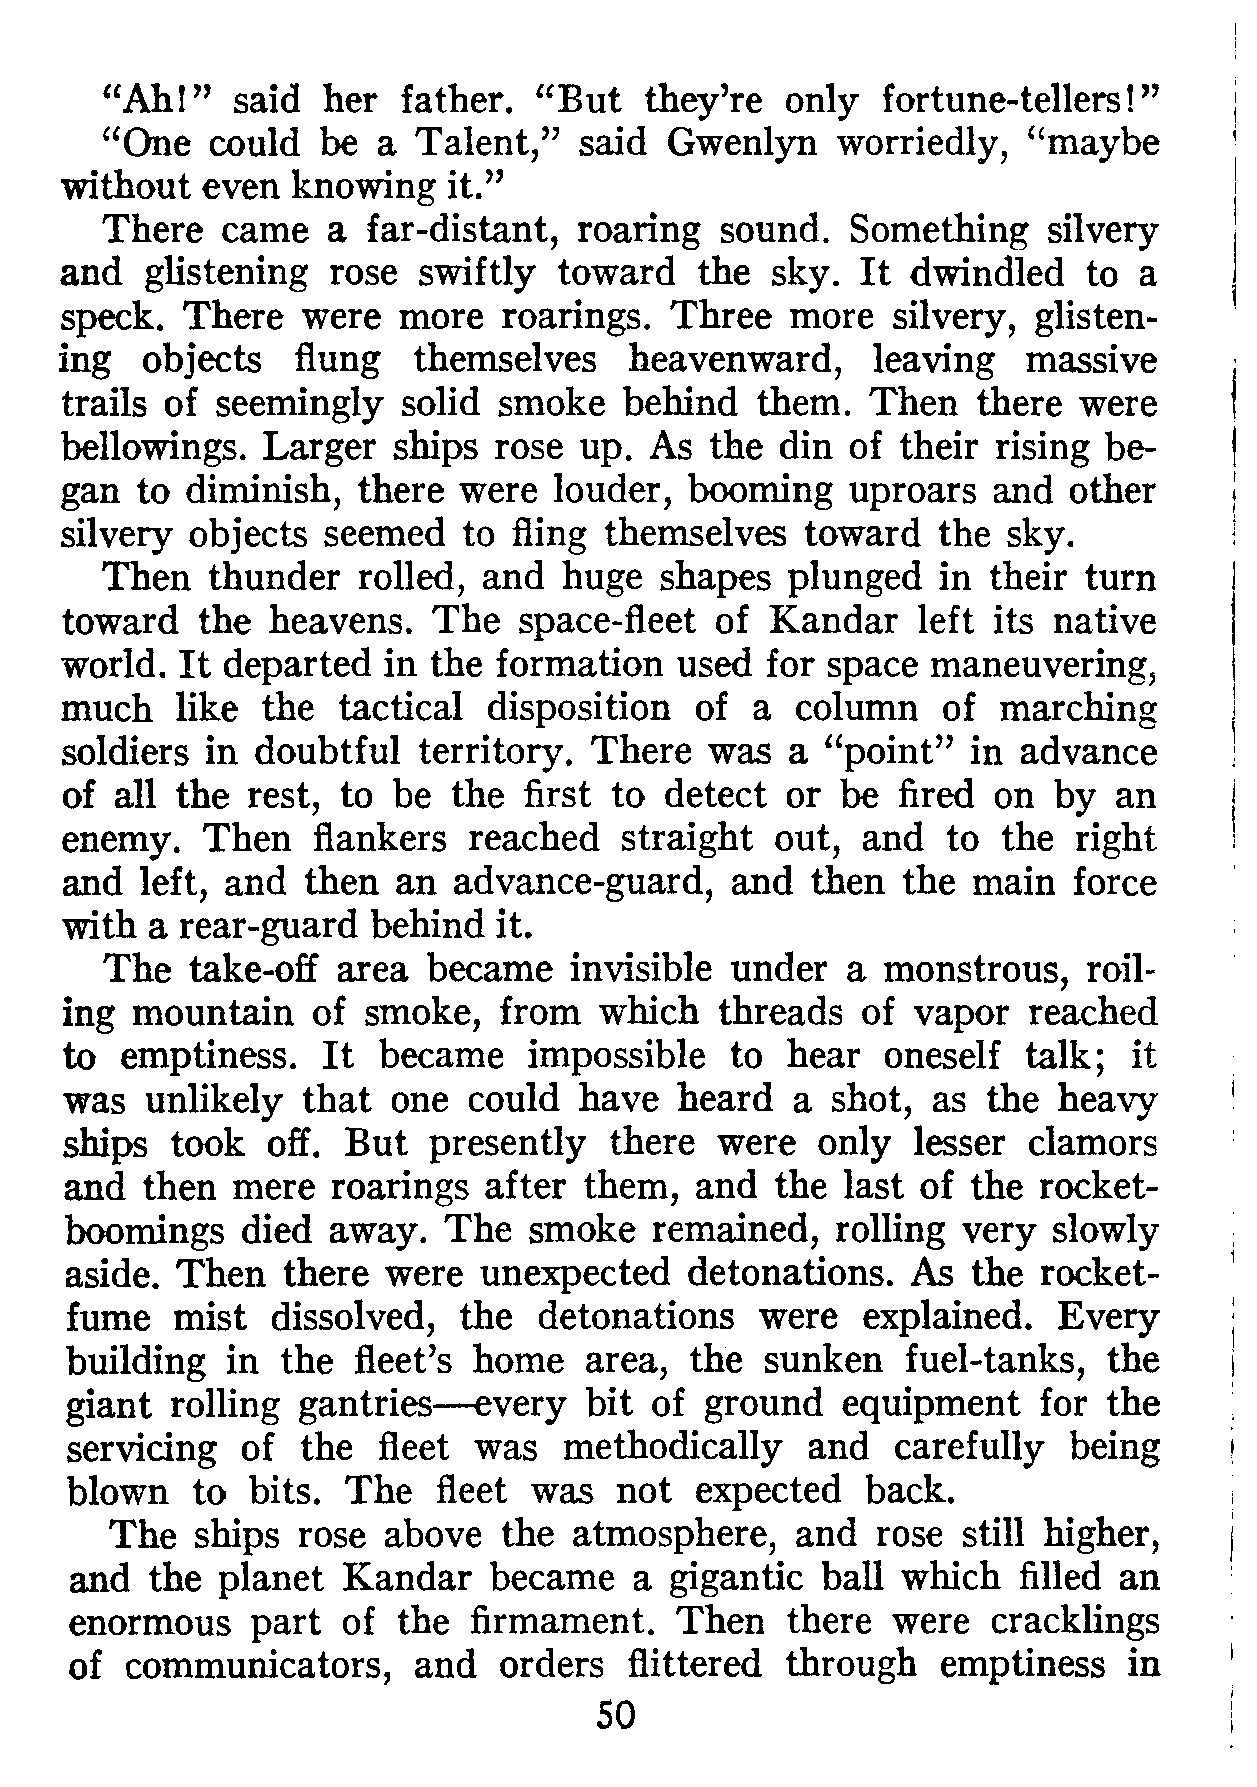 “Ah!” said her father. “But they’re only fortune-tellers!”
“One could be a Talent,” said Gwenlyn worriedly, “maybe
without even knowing it.”
There came a far-distant, roaring sound. Something silvery
and glistening rose swiftly toward the sky. It dwindled to a
speck. There were more roarings. Three more silvery, glisten-
ing objects flung themselves heavenward, leaving massive
trails of seemingly solid smoke behind them. Then there were
bellowings. Larger ships rose up. As the din of their rising be-
gan to diminish, there were louder, booming uproars and other
silvery objects seemed to fling themselves toward the sky.
Then thunder rolled, and huge shapes plunged in their turn
toward the heavens. The space-fleet of Kandar left its native
world. It departed in the formation used for space maneuvering,
much like the tactical disposition of a column of marching
soldiers in doubtful territory. There was a “point” in advance
of all the rest, to be the first to detect or be fired on by an
enemy. Then flankers reached straight out, and to the right
and left, and then an advance-guard, and then the main force
with a rear-guard behind it.
The take-off area became invisible under a monstrous, roil-
ing mountain of smoke, from which threads of vapor reached
to emptiness. It became impossible to hear oneself talk; it
was unlikely that one could have heard a shot, as the heavy
ships took off. But presently there were only lesser clamors
and then mere roarings after them, and the last of the rocket-
boomings died away. The smoke remained, rolling very slowly
aside. Then there were unexpected detonations. As the rocket-
fume mist dissolved, the detonations were explained. Every
building in the fleet’s home area, the sunken fuel-tanks, the
giant rolling gantries—every bit of ground equipment for the
servicing of the fleet was methodically and carefully being
blown to bits. The fleet was not expected back.
The ships rose above the atmosphere, and rose still higher,
and the planet Kandar became a gigantic ball which filled an
enormous part of the firmament. Then there were cracklings
of communicators, and orders flittered through emptiness in
50